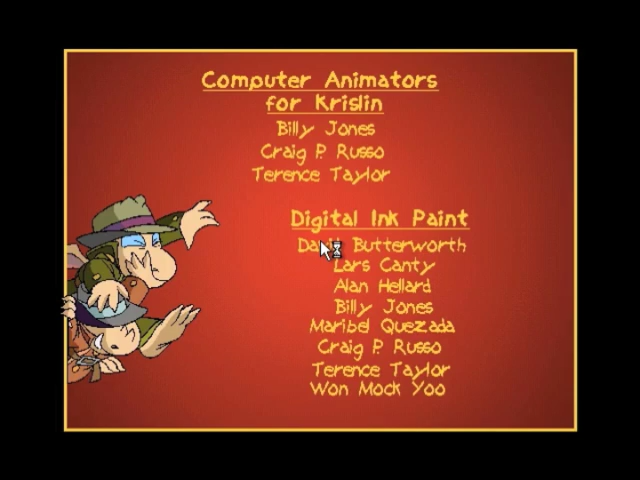 Computer Animators
for Krislin
Billy Jones
Craig P. Russo
Terence Taylor
Digital Ink Paint
Butterworth
Lars Canty
Alan Hellard
Billy Jones
Maribel Quezada
Craig P. Russo
Terence Taylor
Won Mock Yoo